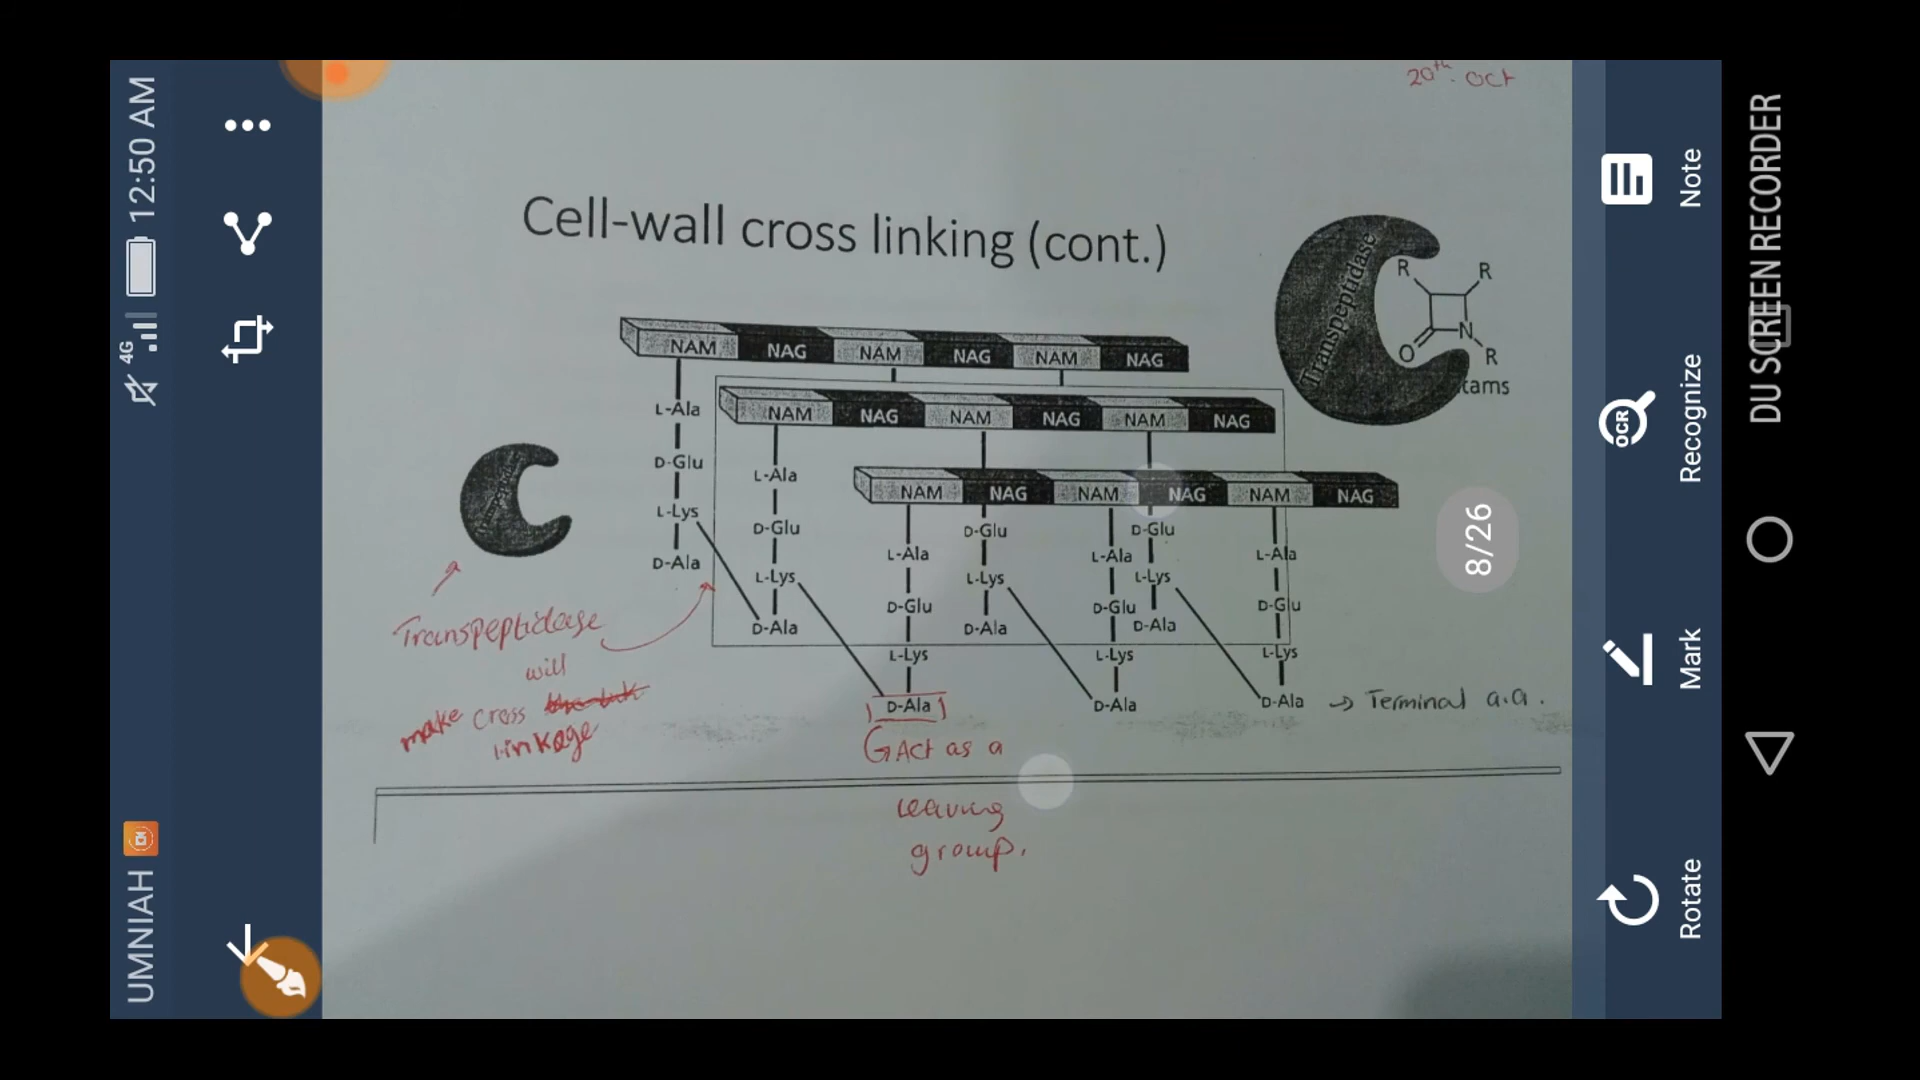 20th. Oct
Cell-wall cross linking (cont.)
Transpeptidase
R
R
O
N
R
tams
NAM NAG NAM NAG NAM NAG
NAM NAG NAM NAG NAM NAG
NAM NAG NAM NAG NAM NAG
L-Ala
D-Glu
L-Lys
D-Ala
L-Ala
D-Glu
L-Lys
D-Ala
L-Ala
D-Glu
L-Lys
D-Ala
D-Glu
L-Lys
D-Ala
L-Ala
D-Glu
L-Lys
D-Ala
D-Glu
L-Lys
D-Ala
L-Ala
D-Glu
L-Lys
D-Ala
→ Terminal a.a.
Transpeptidase
will
make cross
linkage
Act as a
leaving
group.
8/26
UMNIAH
4G
12:50 AM
Note
OCR
Recognize
Mark
Rotate
DU SCREEN RECORDER